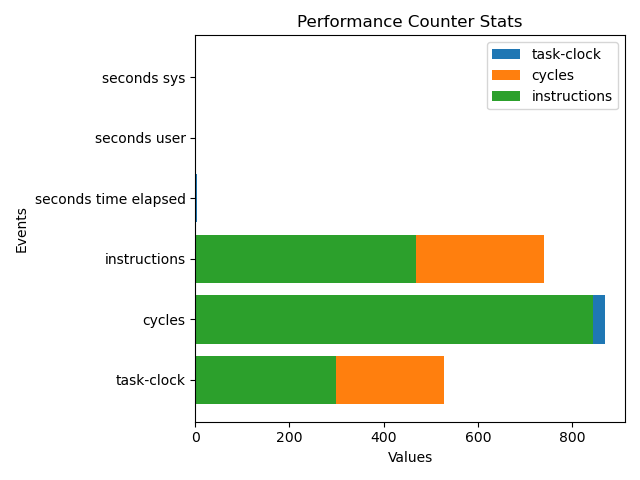 Performance Counter Stats
task-clock
cycles
instructions
seconds sys
seconds user
seconds time elapsed
instructions
cycles
task-clock
Events
0 200 400 600 800
Values